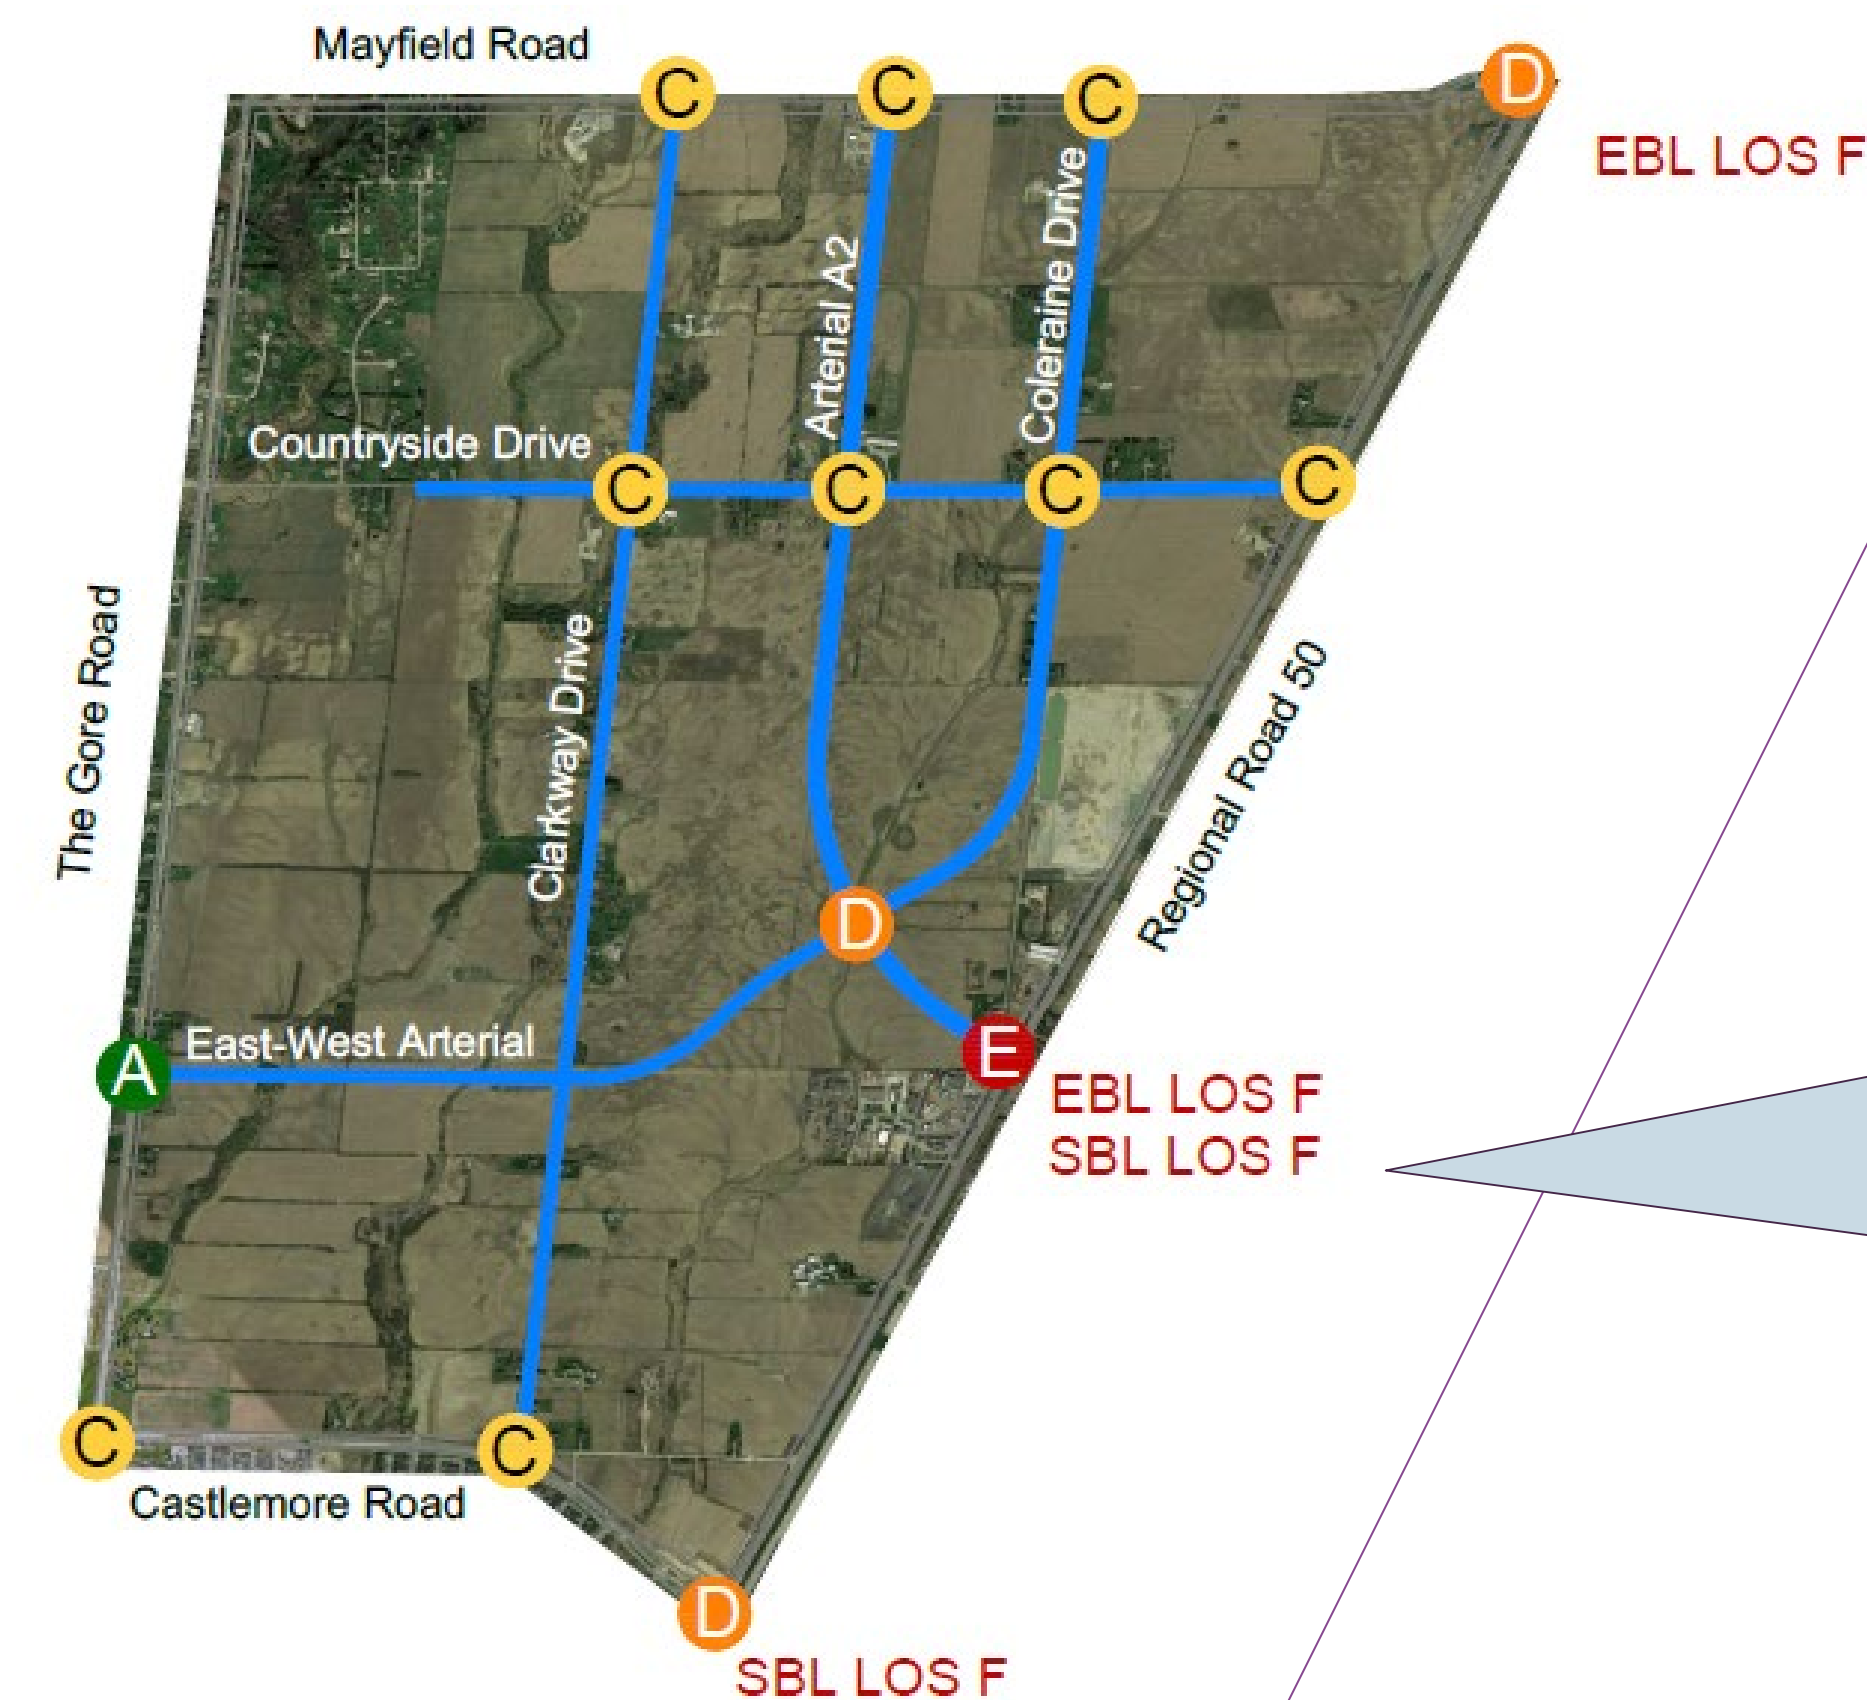 Mayfield Road
C
C
C
D
EBL LOS F
Arterial A2
Coleraine Drive
Countryside Drive
C
C
C
C
The Gore Road
Clarkway Drive
Regional Road 50
D
East-West Arterial
A
E
EBL LOS F
SBL LOS F
C
C
Castlemore Road
D
SBL LOS F